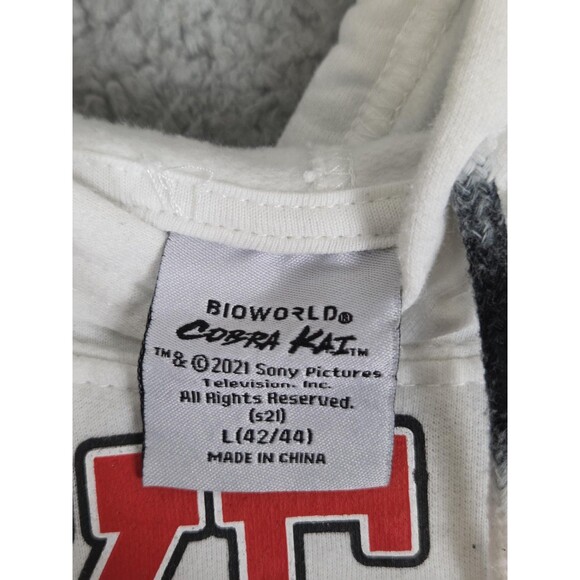 BIOWORLD®
COBRA KAI™
™& ©2021 Sony Pictures
Television, Inc.
All Rights Reserved.
(s21)
L(42/44)
MADE IN CHINA